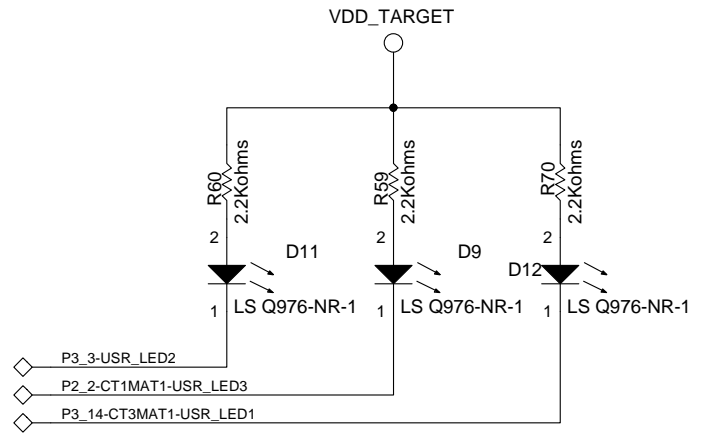 VDD_TARGET
R60
2.2Kohms
R59
2.2Kohms
R70
2.2Kohms
2
D11
2
D9
2
D12
1
LS Q976-NR-1
1
LS Q976-NR-1
1
LS Q976-NR-1
P3_3-USR_LED2
P2_2-CT1MAT1-USR_LED3
P3_14-CT3MAT1-USR_LED1